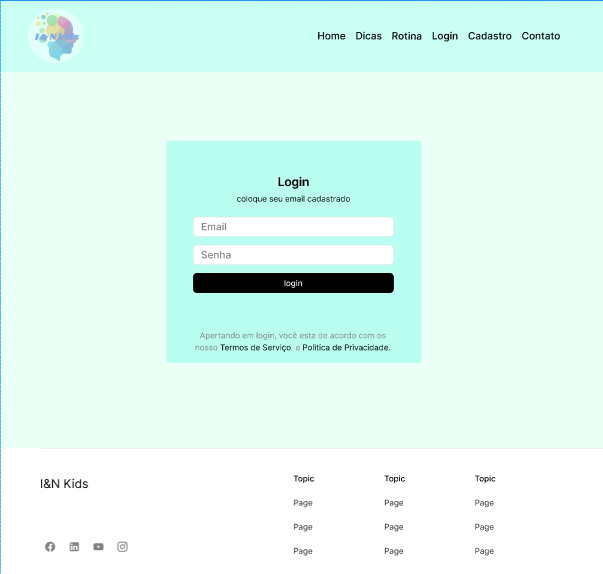 I&N kids
Home Dicas Rotina Login Cadastro Contato
Login
coloque seu email cadastrado
Email
Senha
login
Apertando em login, você esta de acordo com os
nosso Termos de Serviço e Politica de Privacidade.
I&N Kids
Topic Topic Topic
Page Page Page
Page Page Page
Page Page Page